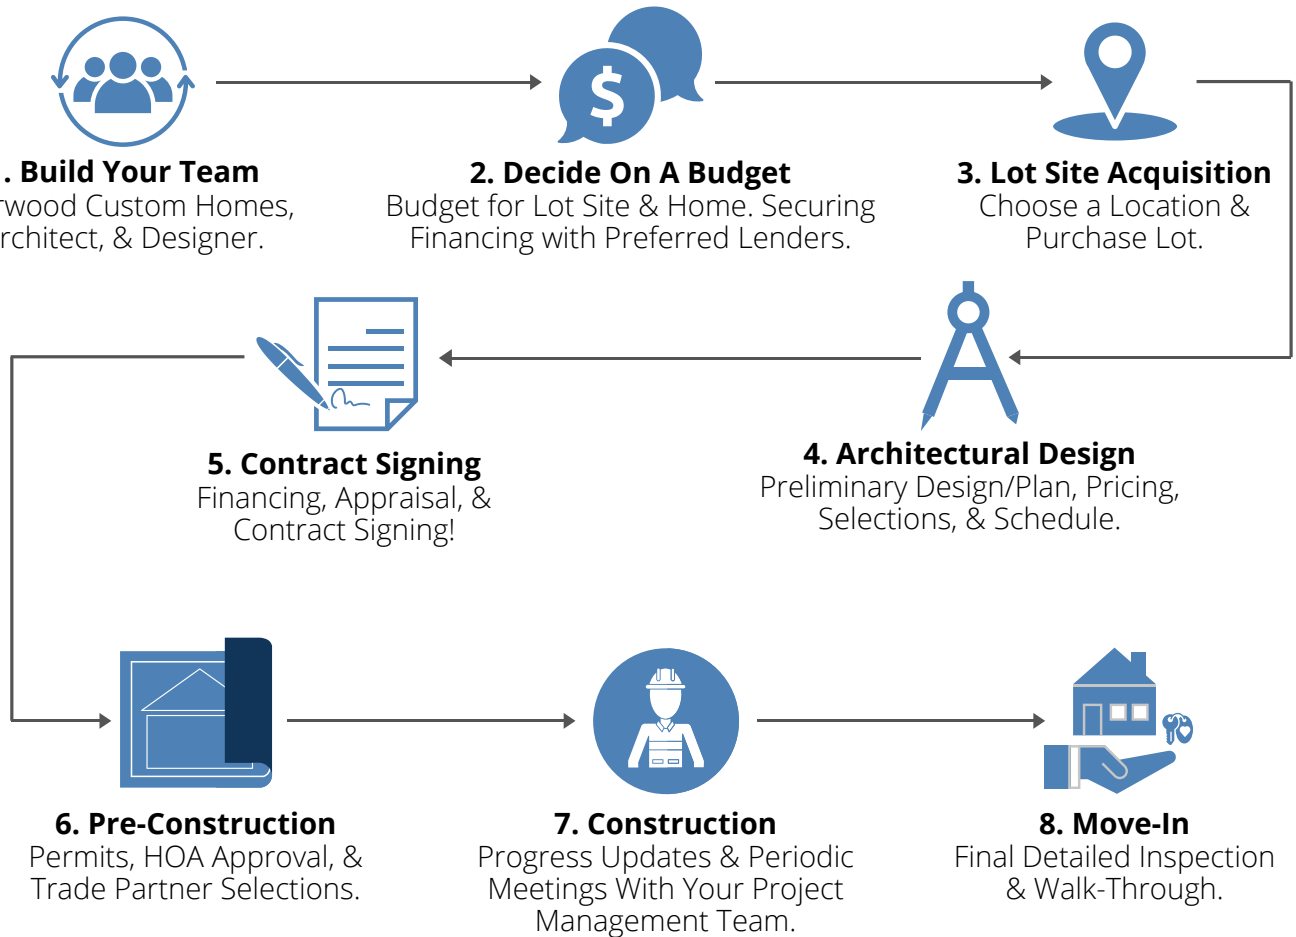 . Build Your Team
rwood Custom Homes,
rchitect, & Designer.
2. Decide On A Budget
Budget for Lot Site & Home. Securing
Financing with Preferred Lenders.
3. Lot Site Acquisition
Choose a Location &
Purchase Lot.
4. Architectural Design
Preliminary Design/Plan, Pricing,
Selections, & Schedule.
5. Contract Signing
Financing, Appraisal, &
Contract Signing!
6. Pre-Construction
Permits, HOA Approval, &
Trade Partner Selections.
7. Construction
Progress Updates & Periodic
Meetings With Your Project
Management Team.
8. Move-In
Final Detailed Inspection
& Walk-Through.